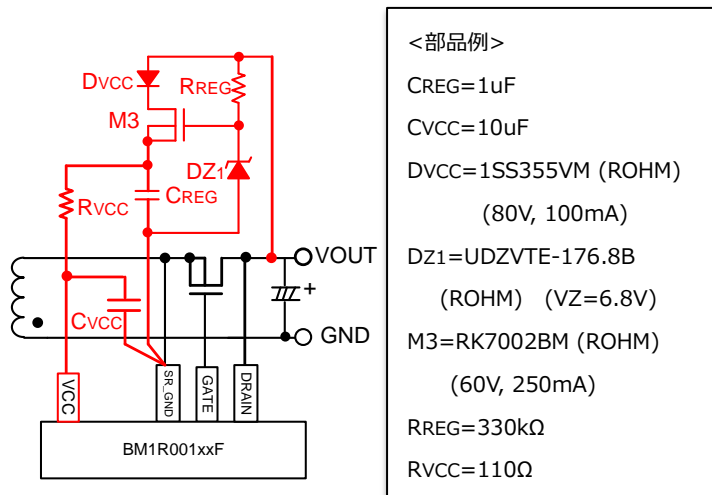 DVCC
RREG
M3
DZ1
CREG
RVCC
VOUT
+
CVCC
GND
VCC
SR_GND
GATE
DRAIN
BM1R001xxF
<部品例>
CREG=1uF
CVCC=10uF
DVCC=1SS355VM (ROHM)
(80V, 100mA)
DZ1=UDZVTE-176.8B
(ROHM) (VZ=6.8V)
M3=RK7002BM (ROHM)
(60V, 250mA)
RREG=330kΩ
RVCC=110Ω